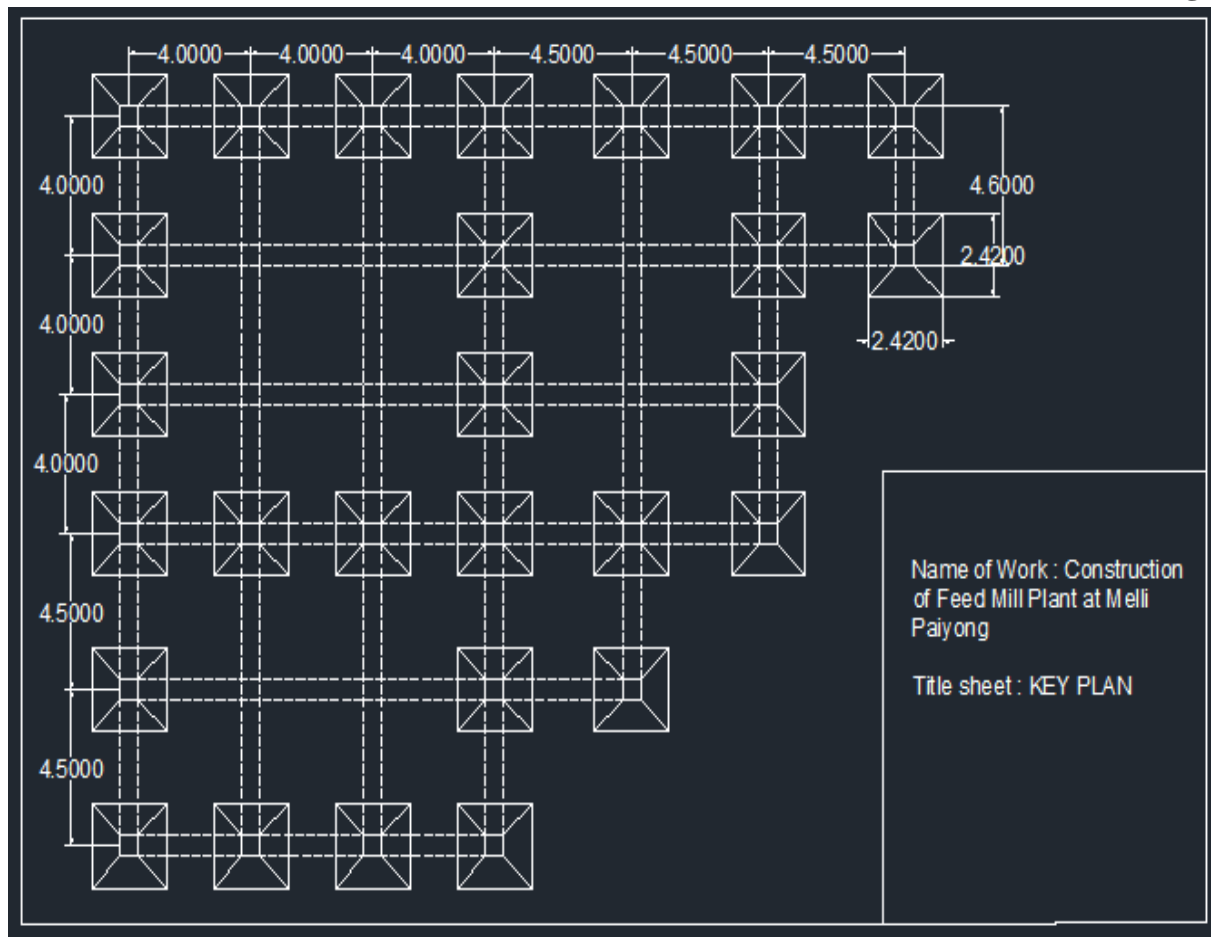 4.0000 4.0000 4.0000 4.5000 4.5000 4.5000
4.0000
4.6000
2.4200
4.0000
2.4200
4.0000
Name of Work : Construction
of Feed Mill Plant at Melli
Paiyong
4.5000
Title sheet : KEY PLAN
4.5000